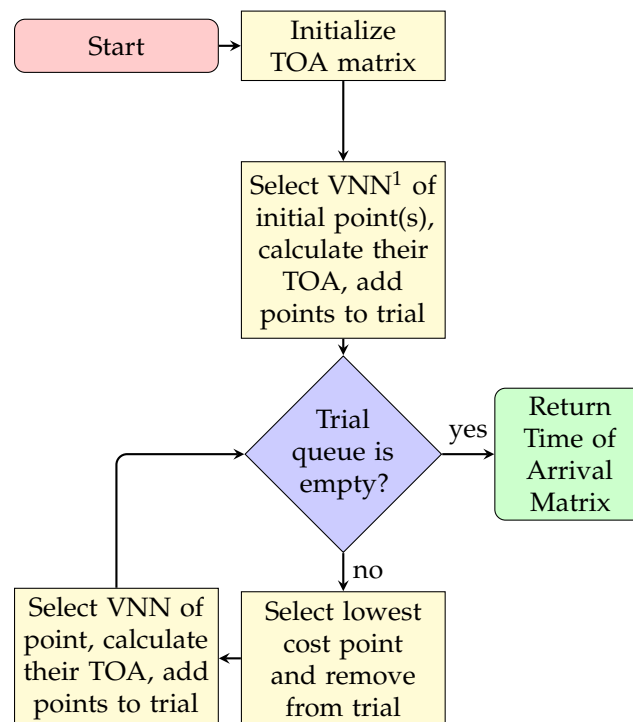 Start
Initialize
TOA matrix
Select VNN¹ of
initial point(s),
calculate their
TOA, add
points to trial
Trial
queue is
empty?
yes
Return
Time of
Arrival
Matrix
no
Select lowest
cost point
and remove
from trial
Select VNN of
point, calculate
their TOA, add
points to trial